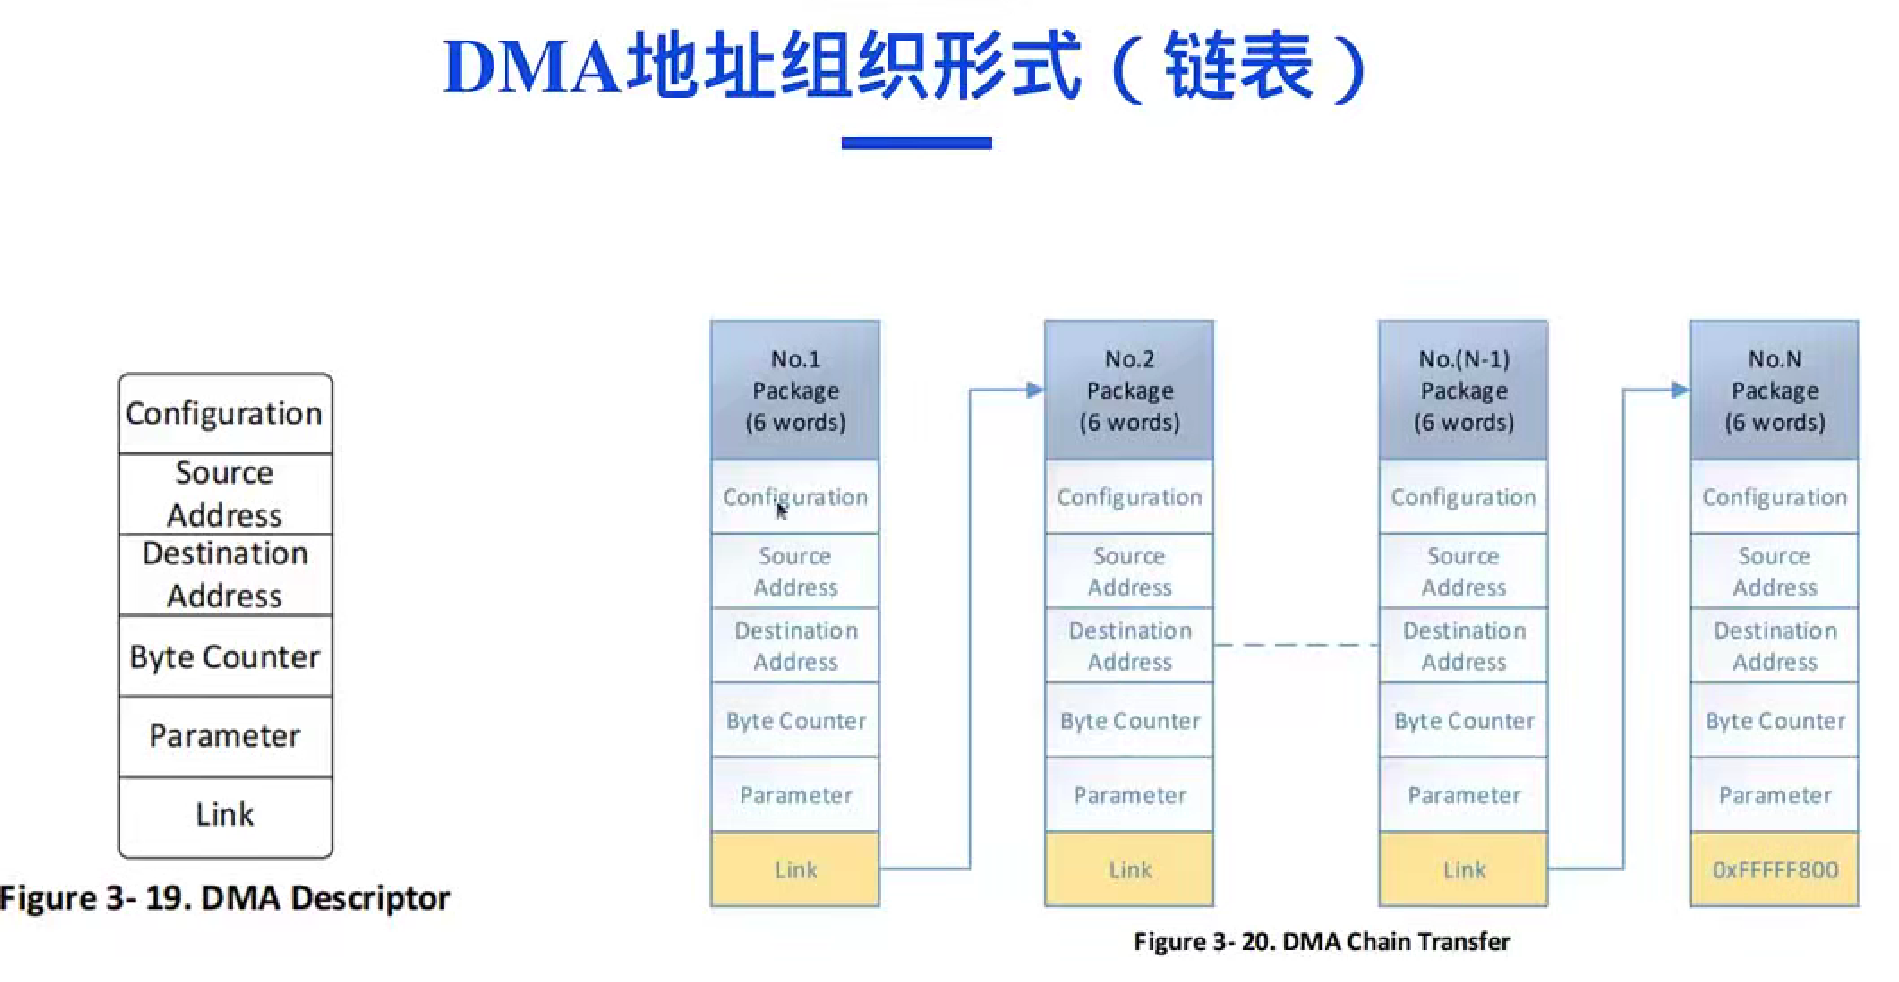 DMA地址组织形式（链表）
Configuration
Source
Address
Destination
Address
Byte Counter
Parameter
Link
Figure 3- 19. DMA Descriptor
No.1
Package
(6 words)
Configuration
Source
Address
Destination
Address
Byte Counter
Parameter
Link
No.2
Package
(6 words)
Configuration
Source
Address
Destination
Address
Byte Counter
Parameter
Link
No.(N-1)
Package
(6 words)
Configuration
Source
Address
Destination
Address
Byte Counter
Parameter
Link
No.N
Package
(6 words)
Configuration
Source
Address
Destination
Address
Byte Counter
Parameter
0xFFFFF800
Figure 3- 20. DMA Chain Transfer